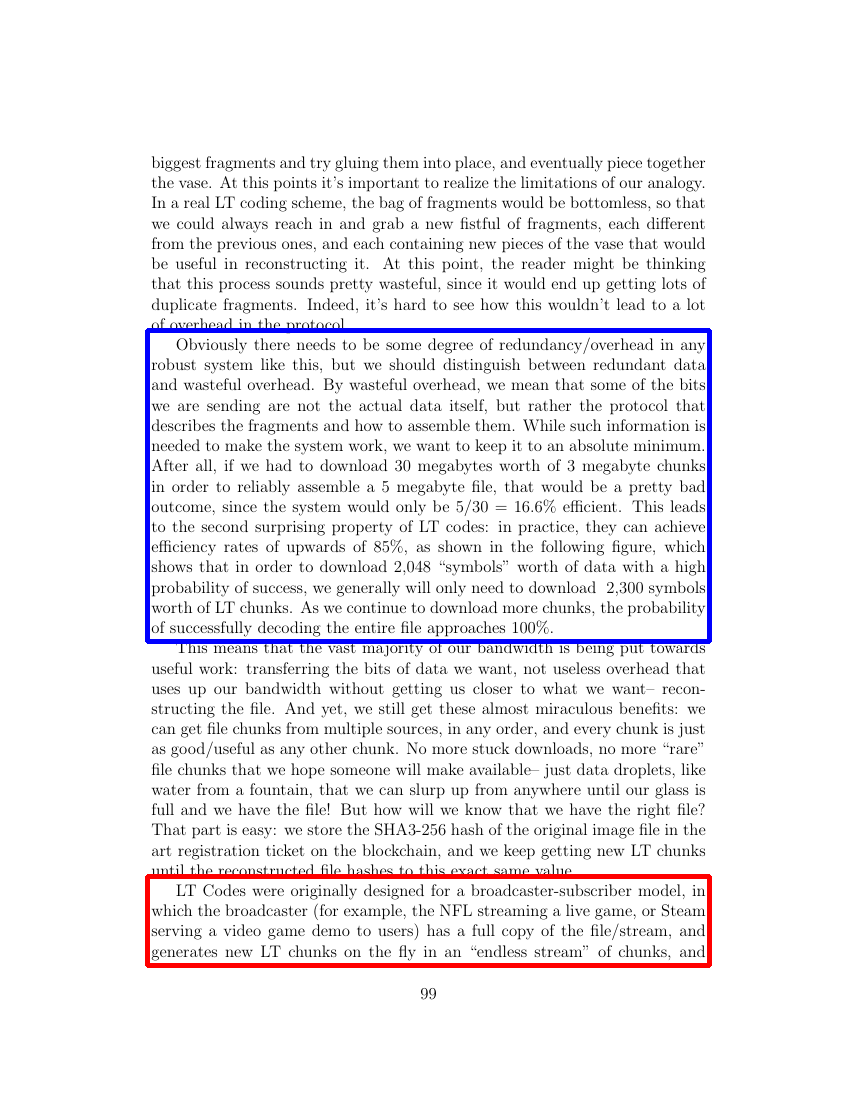 biggest fragments and try gluing them into place, and eventually piece together
the vase. At this points it's important to realize the limitations of our analogy.
In a real LT coding scheme, the bag of fragments would be bottomless, so that
we could always reach in and grab a new fistful of fragments, each different
from the previous ones, and each containing new pieces of the vase that would
be useful in reconstructing it. At this point, the reader might be thinking
that this process sounds pretty wasteful, since it would end up getting lots of
duplicate fragments. Indeed, it's hard to see how this wouldn't lead to a lot
of overhead in the protocol.
Obviously there needs to be some degree of redundancy/overhead in any
robust system like this, but we should distinguish between redundant data
and wasteful overhead. By wasteful overhead, we mean that some of the bits
we are sending are not the actual data itself, but rather the protocol that
describes the fragments and how to assemble them. While such information is
needed to make the system work, we want to keep it to an absolute minimum.
After all, if we had to download 30 megabytes worth of 3 megabyte chunks
in order to reliably assemble a 5 megabyte file, that would be a pretty bad
outcome, since the system would only be 5/30 = 16.6% efficient. This leads
to the second surprising property of LT codes: in practice, they can achieve
efficiency rates of upwards of 85%, as shown in the following figure, which
shows that in order to download 2,048 “symbols” worth of data with a high
probability of success, we generally will only need to download 2,300 symbols
worth of LT chunks. As we continue to download more chunks, the probability
of successfully decoding the entire file approaches 100%.
This means that the vast majority of our bandwidth is being put towards
useful work: transferring the bits of data we want, not useless overhead that
uses up our bandwidth without getting us closer to what we want– recon-
structing the file. And yet, we still get these almost miraculous benefits: we
can get file chunks from multiple sources, in any order, and every chunk is just
as good/useful as any other chunk. No more stuck downloads, no more “rare”
file chunks that we hope someone will make available– just data droplets, like
water from a fountain, that we can slurp up from anywhere until our glass is
full and we have the file! But how will we know that we have the right file?
That part is easy: we store the SHA3-256 hash of the original image file in the
art registration ticket on the blockchain, and we keep getting new LT chunks
until the reconstructed file hashes to this exact same value.
LT Codes were originally designed for a broadcaster-subscriber model, in
which the broadcaster (for example, the NFL streaming a live game, or Steam
serving a video game demo to users) has a full copy of the file/stream, and
generates new LT chunks on the fly in an “endless stream” of chunks, and
99